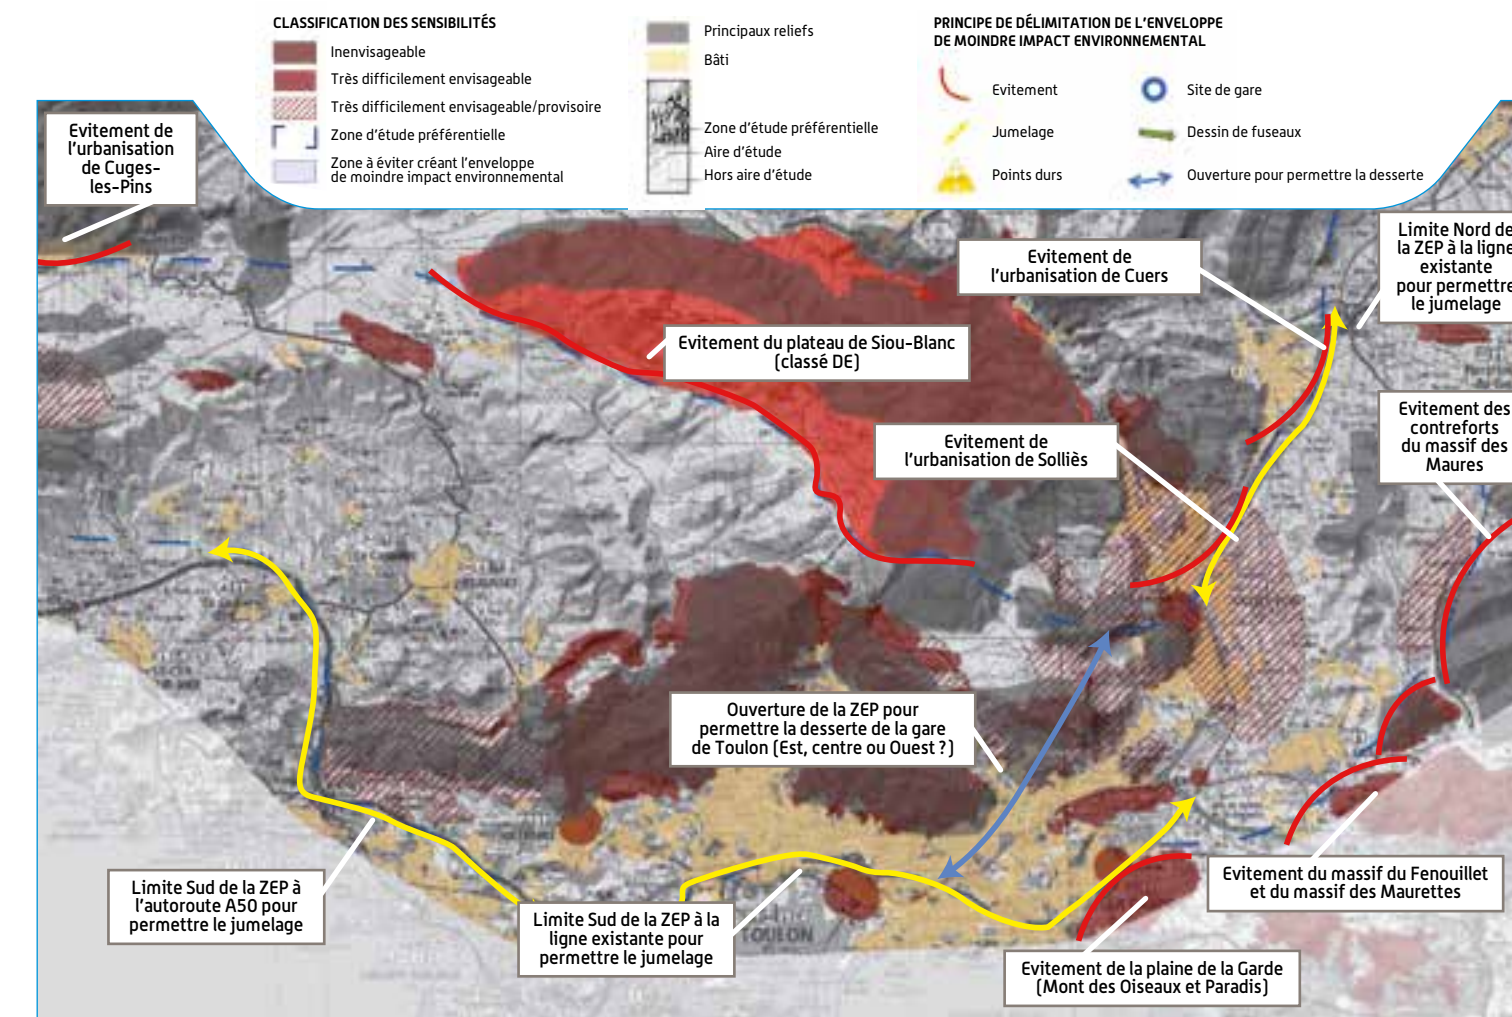 CLASSIFICATION DES SENSIBILITÉS
Inenvisageable
Très difficilement envisageable
Très difficilement envisageable/provisoire
Zone d'étude préférentielle
Zone à éviter créant l'enveloppe
de moindre impact environnemental
Principaux reliefs
Bâti
Zone d'étude préférentielle
Aire d'étude
Hors aire d'étude
PRINCIPE DE DÉLIMITATION DE L'ENVELOPPE
DE MOINDRE IMPACT ENVIRONNEMENTAL
Evitement
Jumelage
Points durs
Site de gare
Dessin de fuseaux
Ouverture pour permettre la desserte
Evitement de
l'urbanisation
de Cuges-
les-Pins
Evitement de
l'urbanisation de Cuers
Limite Nord de
la ZEP à la ligne
existante
pour permettre
le jumelage
Evitement du plateau de Siou-Blanc
(classé DE)
Evitement de
l'urbanisation de Solliès
Evitement des
contreforts
du massif des
Maures
Ouverture de la ZEP pour
permettre la desserte de la gare
de Toulon (Est, centre ou Ouest ?)
Limite Sud de la ZEP à
l'autoroute A50 pour
permettre le jumelage
Limite Sud de la ZEP à la
ligne existante pour
permettre le jumelage
TOULON
Evitement du massif du Fenouillet
et du massif des Maurettes
Evitement de la plaine de la Garde
(Mont des Oiseaux et Paradis)